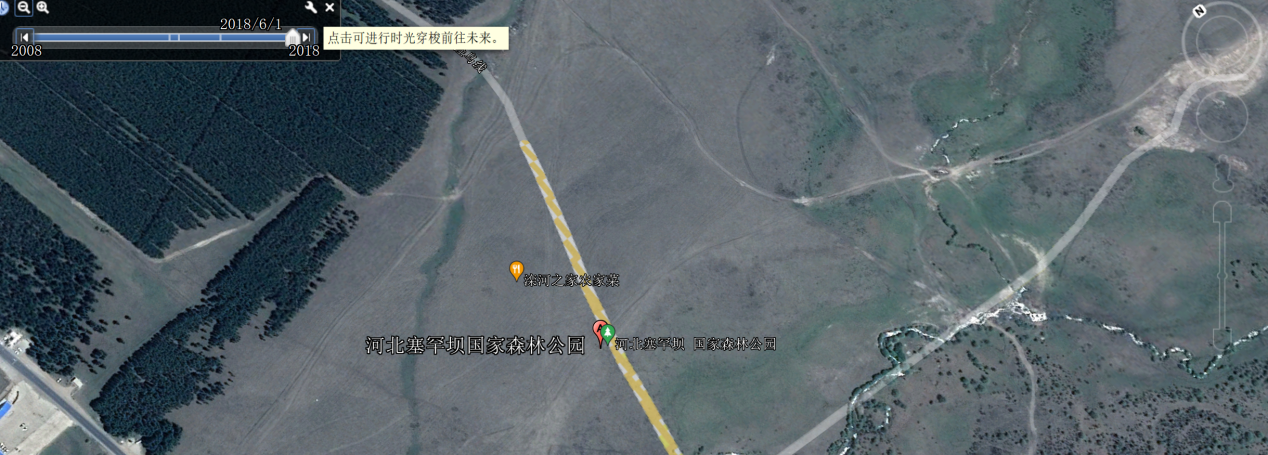 2018/6/1
2008
2018
点击可进行时光穿梭前往未来。
N
滦河之家农家菜
河北塞罕坝国家森林公园
河北塞罕坝 国家森林公园